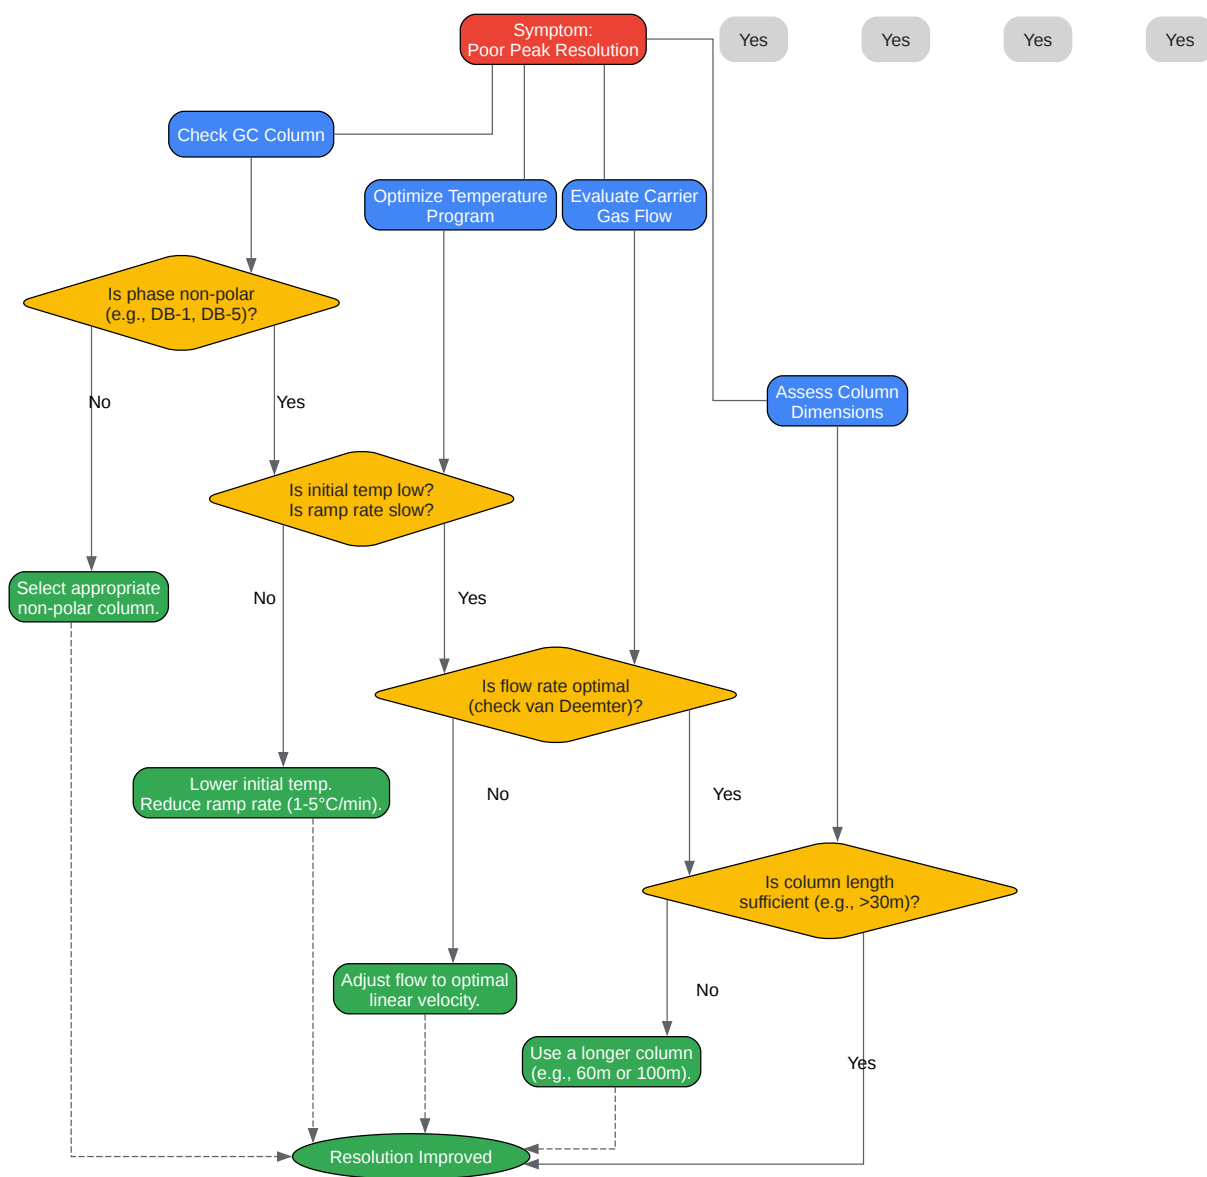 Symptom:
Poor Peak Resolution
Yes
Yes
Yes
Yes
Check GC Column
Optimize Temperature
Program
Evaluate Carrier
Gas Flow
Is phase non-polar
(e.g., DB-1, DB-5)?
No
Yes
Assess Column
Dimensions
Is initial temp low?
Is ramp rate slow?
Select appropriate
non-polar column.
No
Yes
Is flow rate optimal
(check van Deemter)?
Lower initial temp.
Reduce ramp rate (1-5°C/min).
No
Yes
Is column length
sufficient (e.g., >30m)?
Adjust flow to optimal
linear velocity.
No
Use a longer column
(e.g., 60m or 100m).
Yes
Resolution Improved